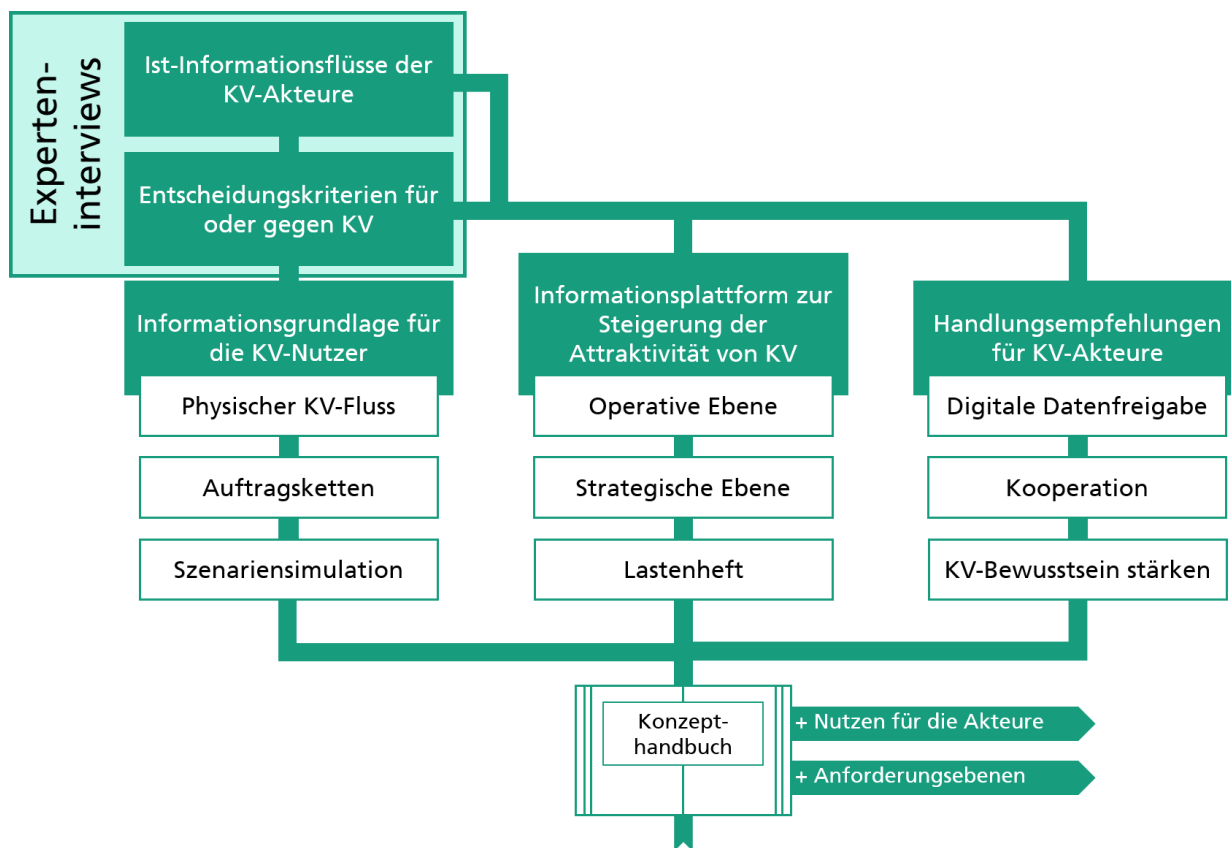 Experten-
interviews
Ist-Informationsflüsse der
KV-Akteure
Entscheidungskriterien für
oder gegen KV
Informationsgrundlage für
die KV-Nutzer
Physischer KV-Fluss
Auftragsketten
Szenariensimulation
Informationsplattform zur
Steigerung der
Attraktivität von KV
Operative Ebene
Strategische Ebene
Lastenheft
Handlungsempfehlungen
für KV-Akteure
Digitale Datenfreigabe
Kooperation
KV-Bewusstsein stärken
Konzept-
handbuch
+ Nutzen für die Akteure
+ Anforderungsebenen